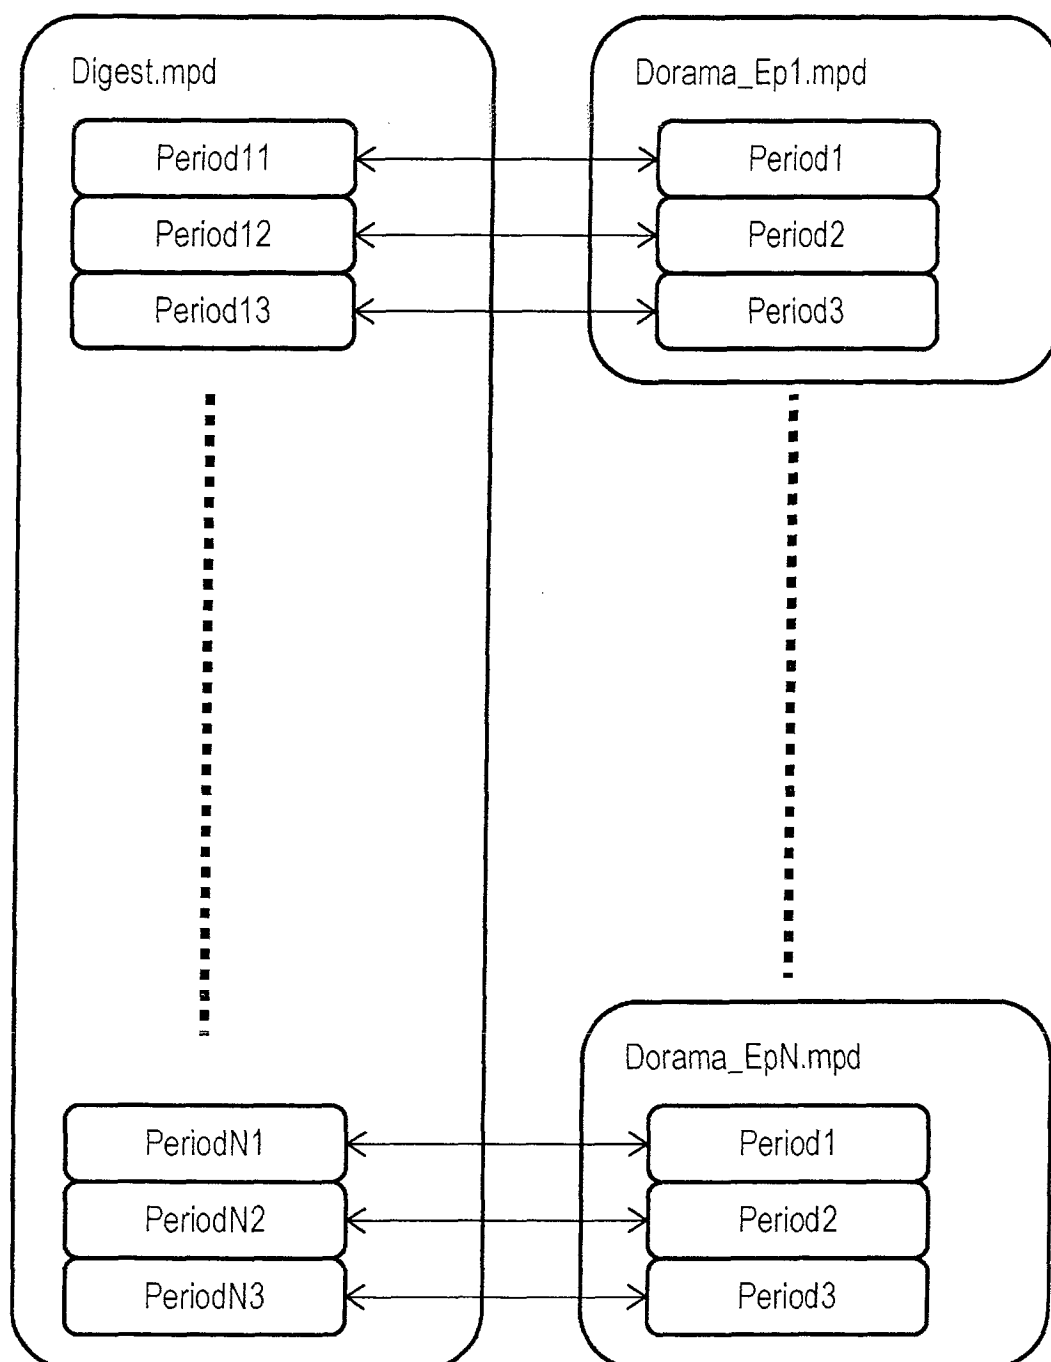 Digest.mpd
Period11
Period12
Period13
PeriodN1
PeriodN2
PeriodN3
Dorama_Ep1.mpd
Period1
Period2
Period3
Dorama_EpN.mpd
Period1
Period2
Period3